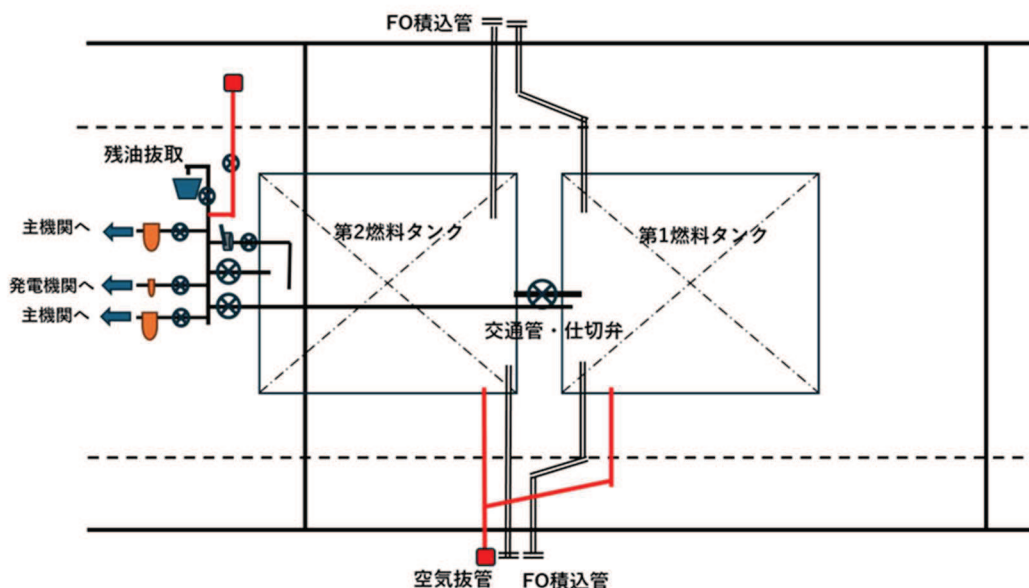 FO積込管
残油抜取
主機関へ
第2燃料タンク
第1燃料タンク
発電機関へ
主機関へ
交通管・仕切弁
空気抜管
FO積込管